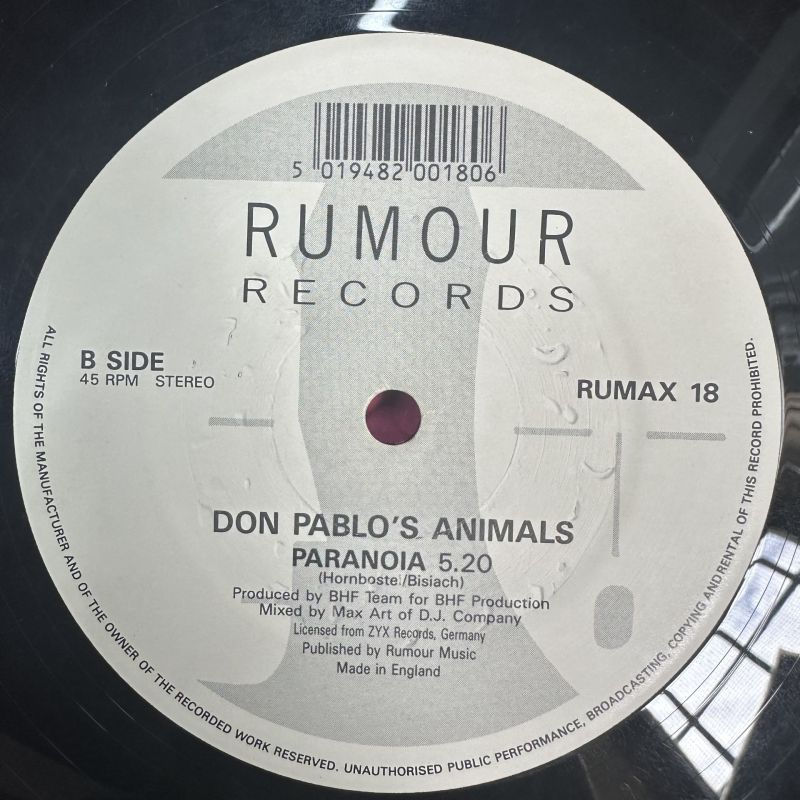 5 019482 001806
RUMOUR
RECORDS
B SIDE
45 RPM STEREO
RUMAX 18
DON PABLO'S ANIMALS
PARANOIA 5.20
(Hornbostel/Bisiach)
Produced by BHF Team for BHF Production
Mixed by Max Art of D.J. Company
Licensed from ZYX Records, Germany
Published by Rumour Music
Made in England
ALL RIGHTS OF THE MANUFACTURER AND OF THE OWNER OF THE RECORDED WORK RESERVED. UNAUTHORISED PUBLIC PERFORMANCE, BROADCASTING, COPYING AND RENTAL OF THIS RECORD PROHIBITED.